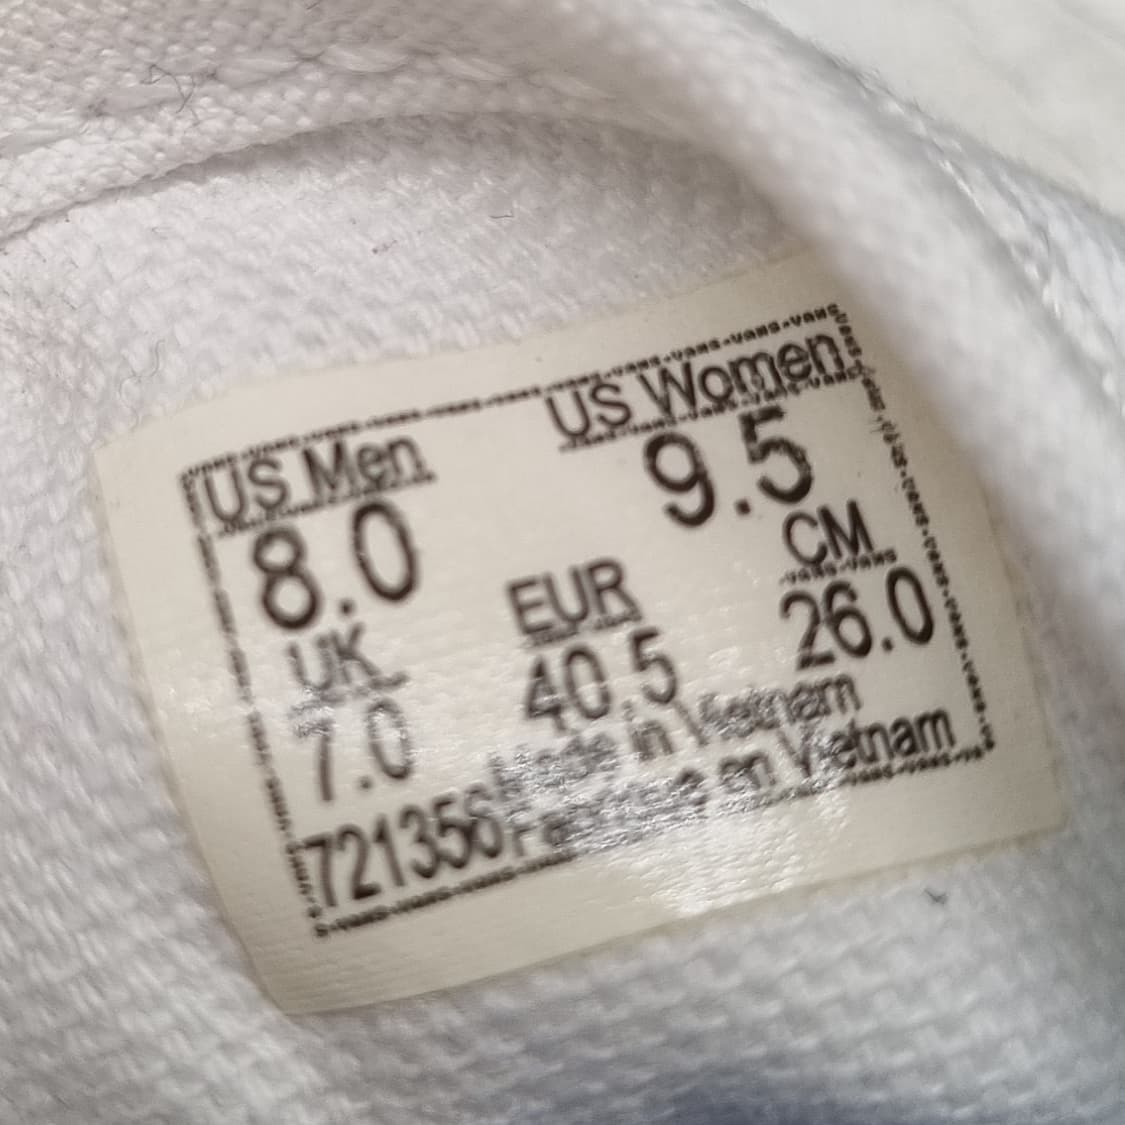 US Men US Women
8.0 9.5
UK EUR CM
7.0 40.5 26.0
Made in Vietnam
721356 Fabrique en Vietnam